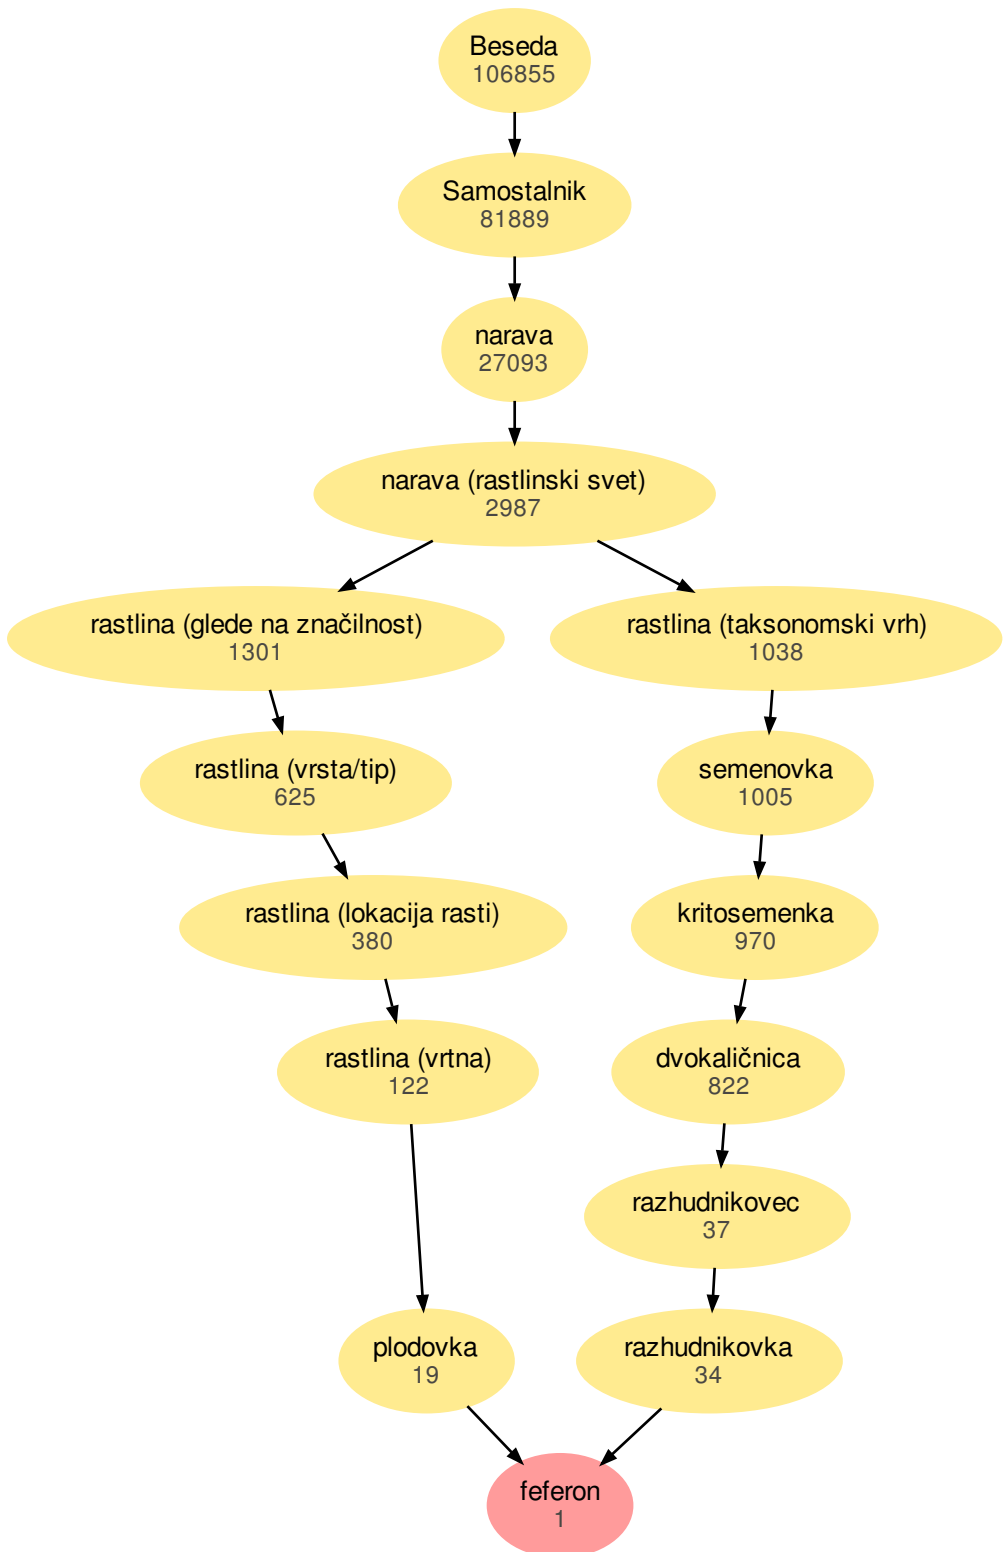 Beseda
106855
Samostalnik
81889
narava
27093
narava (rastlinski svet)
2987
rastlina (glede na značilnost)
1301
rastlina (taksonomski vrh)
1038
rastlina (vrsta/tip)
625
semenovka
1005
rastlina (lokacija rasti)
380
kritosemenka
970
rastlina (vrtna)
122
dvokaličnica
822
razhudnikovec
37
plodovka
19
razhudnikovka
34
feferon
1